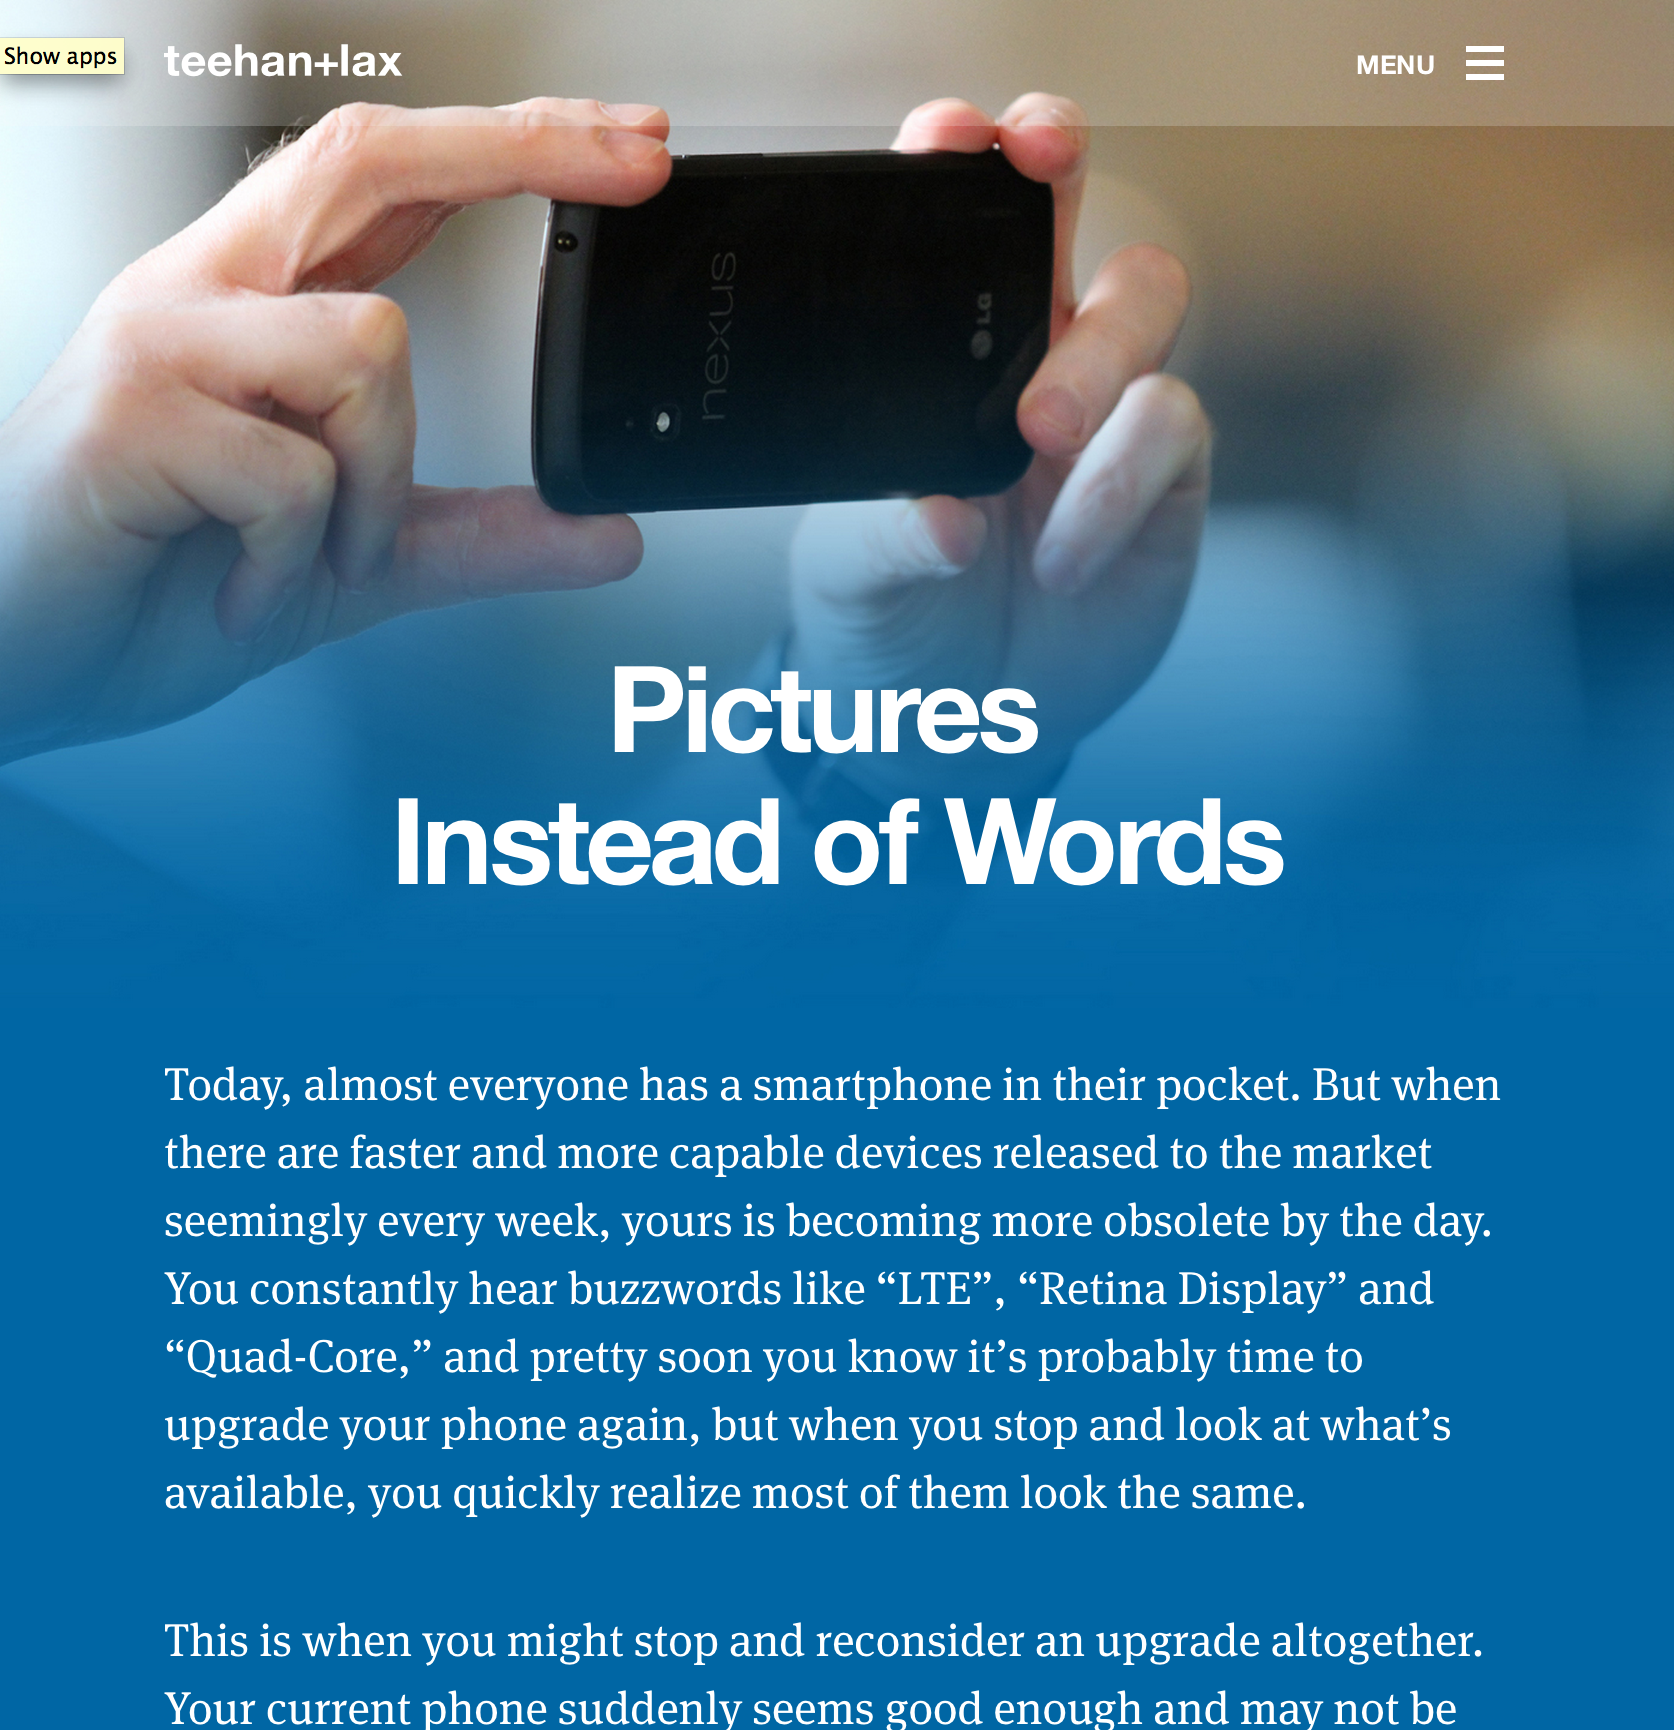 Show apps
teehan+lax
MENU
nexus
LG
Pictures
Instead of Words
Today, almost everyone has a smartphone in their pocket. But when
there are faster and more capable devices released to the market
seemingly every week, yours is becoming more obsolete by the day.
You constantly hear buzzwords like “LTE”, “Retina Display” and
“Quad-Core,” and pretty soon you know it’s probably time to
upgrade your phone again, but when you stop and look at what’s
available, you quickly realize most of them look the same.
This is when you might stop and reconsider an upgrade altogether.
Your current phone suddenly seems good enough and may not be